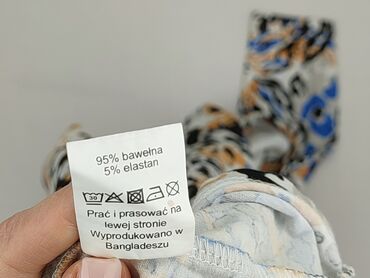 95% bawełna
5% elastan
30
Prać i prasować na
lewej stronie
Wyprodukowano w
Bangladeszu